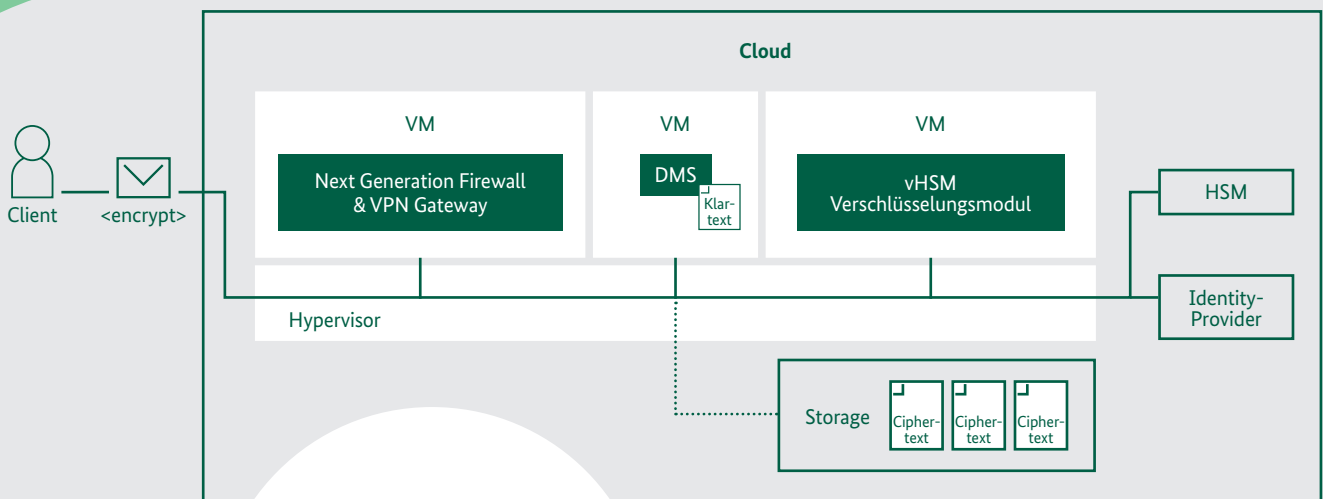 Cloud
VM
Next Generation Firewall
& VPN Gateway
VM
DMS
Klar-
text
VM
vHSM
Verschlüsselungsmodul
Client
<encrypt>
HSM
Identity-
Provider
Hypervisor
Storage
Cipher-
text
Cipher-
text
Cipher-
text